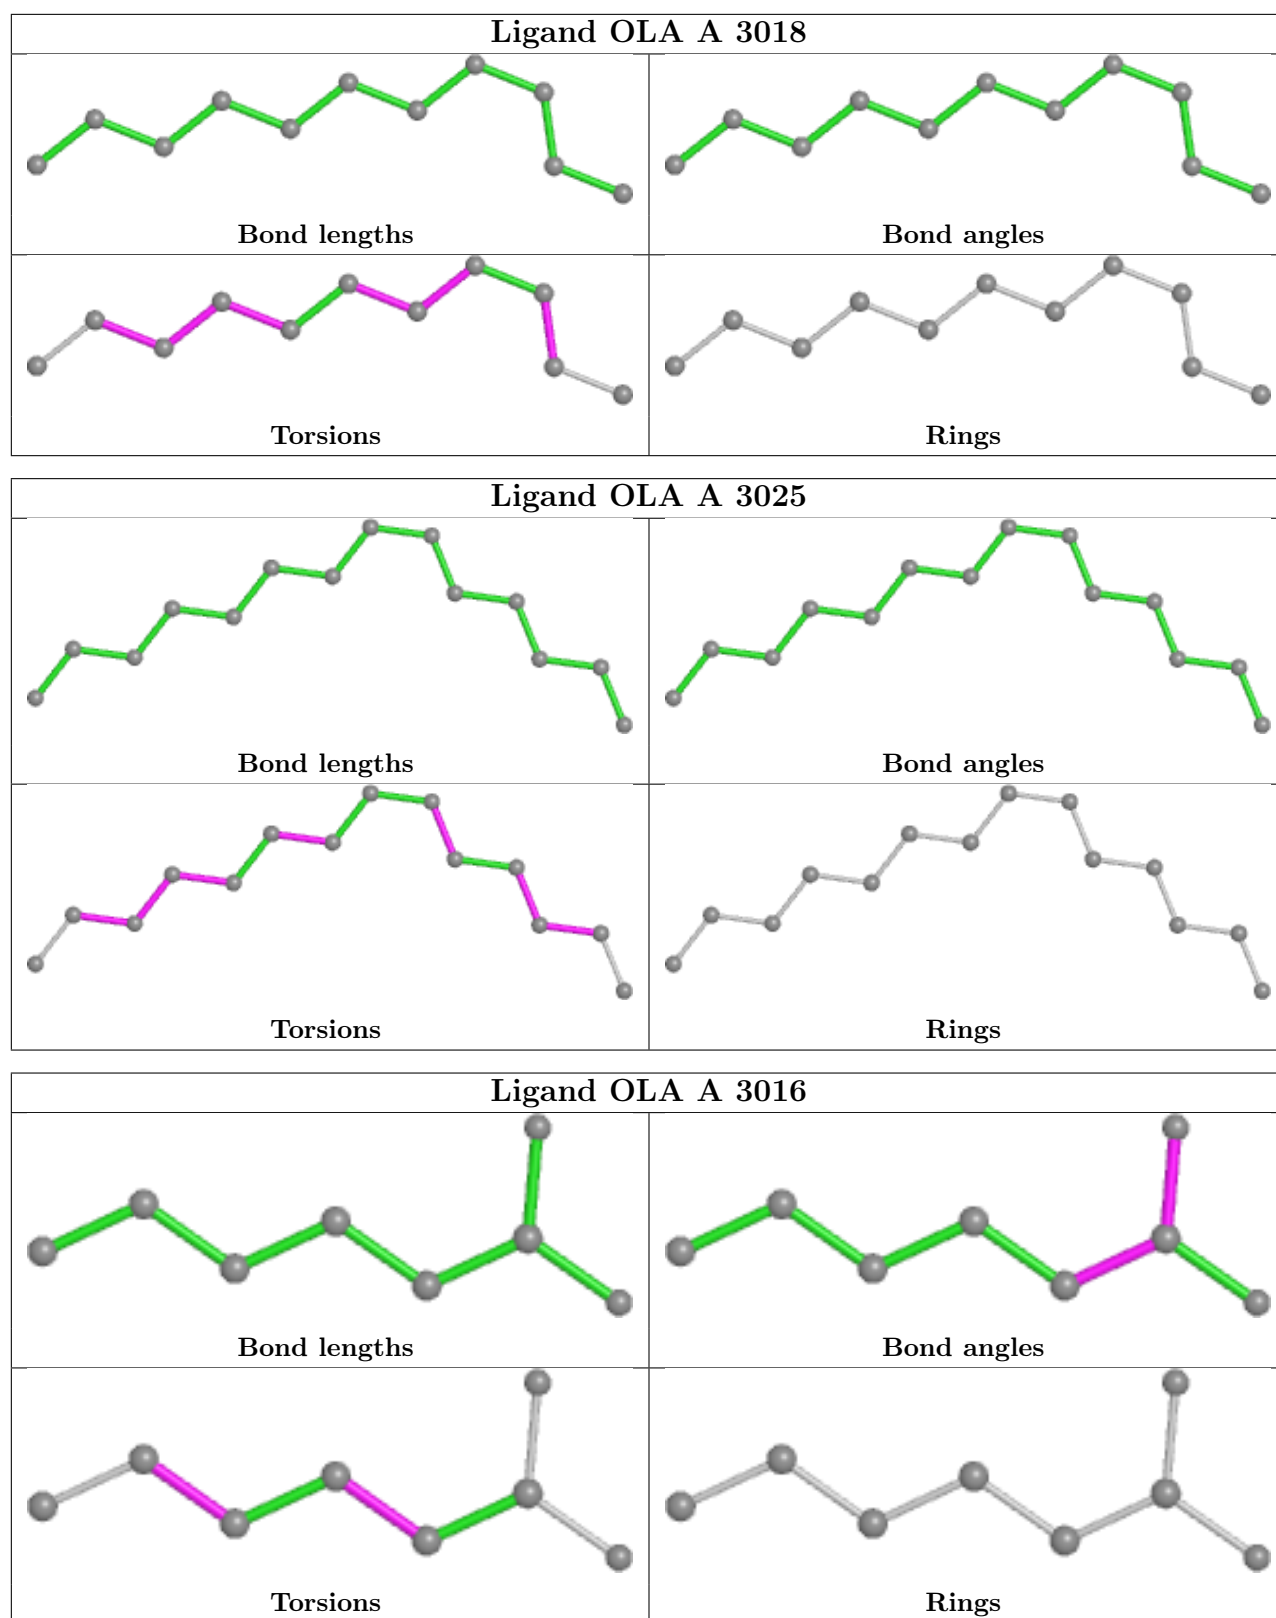 Ligand OLA A 3018
Bond lengths
Bond angles
Torsions
Rings
Ligand OLA A 3025
Bond lengths
Bond angles
Torsions
Rings
Ligand OLA A 3016
Bond lengths
Bond angles
Torsions
Rings